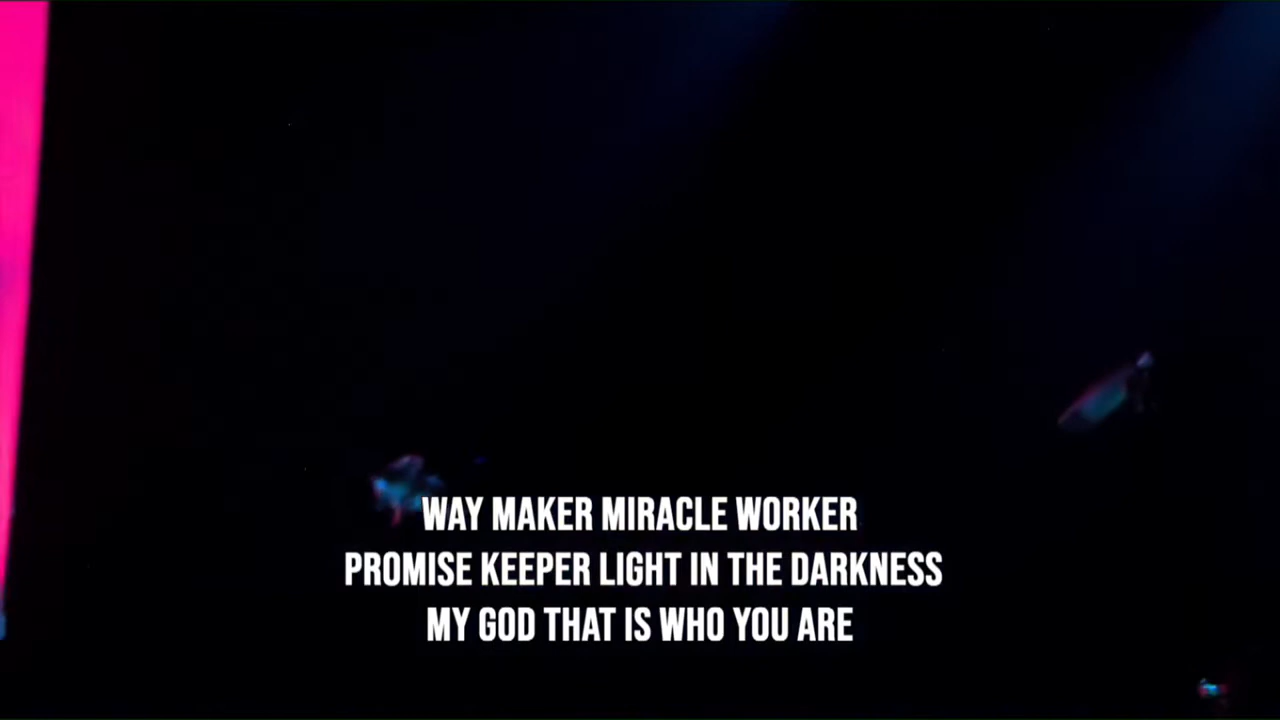 WAY MAKER MIRACLE WORKER
PROMISE KEEPER LIGHT IN THE DARKNESS
MY GOD THAT IS WHO YOU ARE